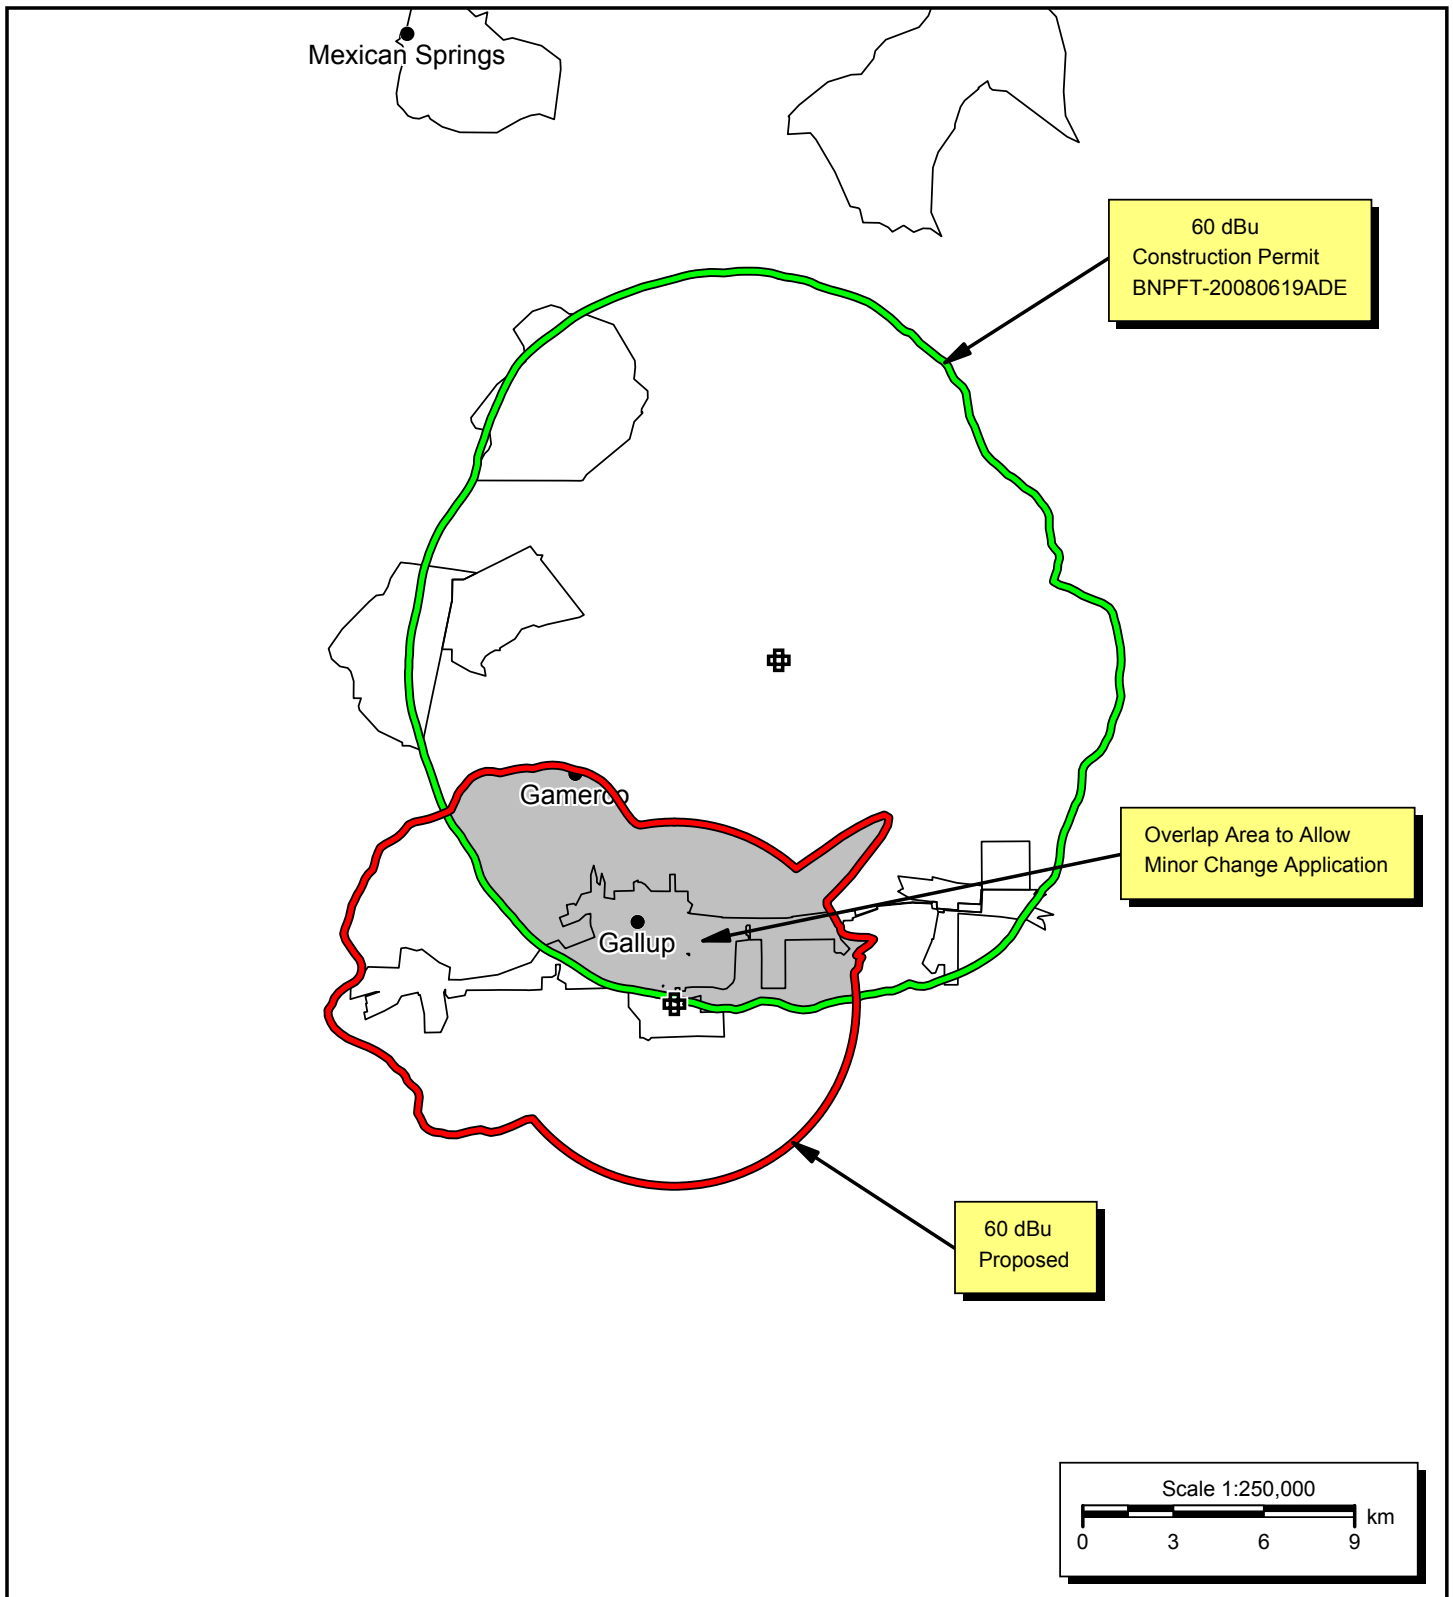 Mexican Springs
60 dBu
Construction Permit
BNPFT-20080619ADE
Gamerco
Overlap Area to Allow
Minor Change Application
Gallup
60 dBu
Proposed
Scale 1:250,000
km
0 3 6 9